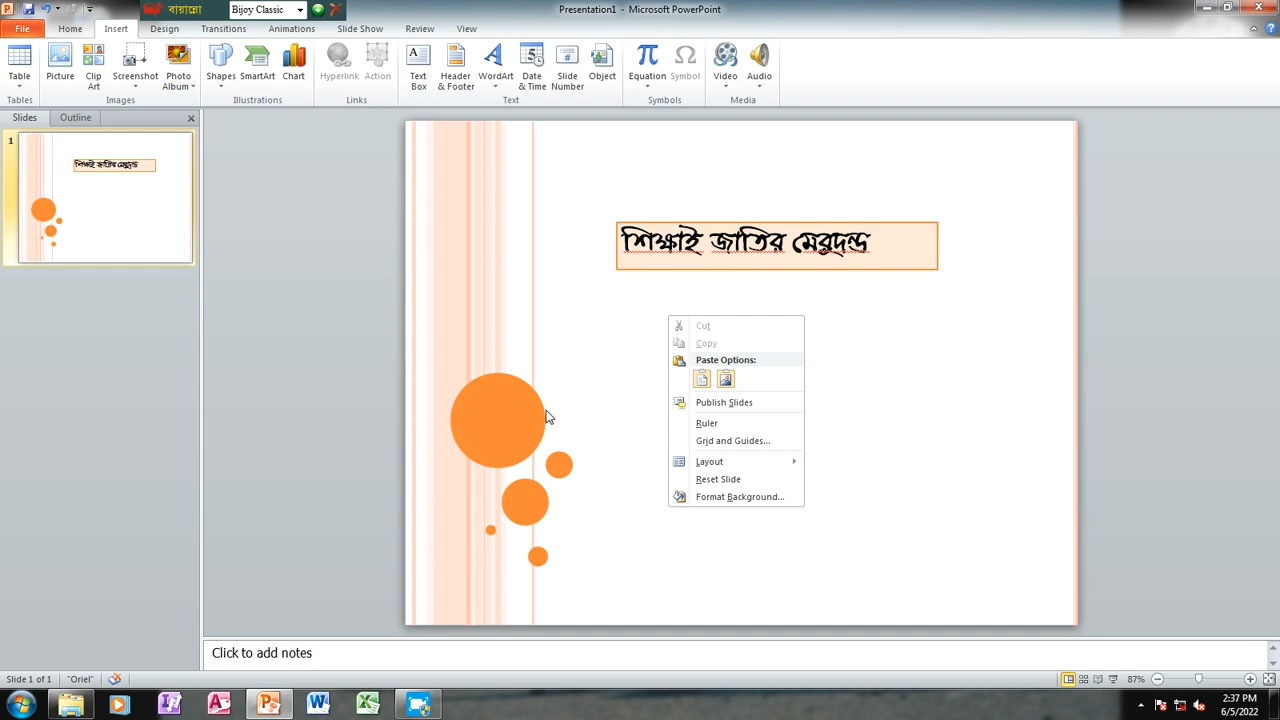 বায়ান্নো
Bijoy Classic
Presentation1 - Microsoft PowerPoint
File
Home
Insert
Design
Transitions
Animations
Slide Show
Review
View
Table
Picture
Clip Art
Screenshot
Photo Album
Shapes
SmartArt
Chart
Hyperlink
Action
Text Box
Header & Footer
WordArt
Date & Time
Slide Number
Object
Equation
Symbol
Video
Audio
Tables
Images
Illustrations
Links
Text
Symbols
Media
Slides
Outline
1
শিক্ষাই জাতির মেরুদন্ড
শিক্ষাই জাতির মেরুদন্ড
Cut
Copy
Paste Options:
Publish Slides
Ruler
Grid and Guides...
Layout
Reset Slide
Format Background...
Click to add notes
Slide 1 of 1
"Oriel"
87%
2:37 PM
6/5/2022